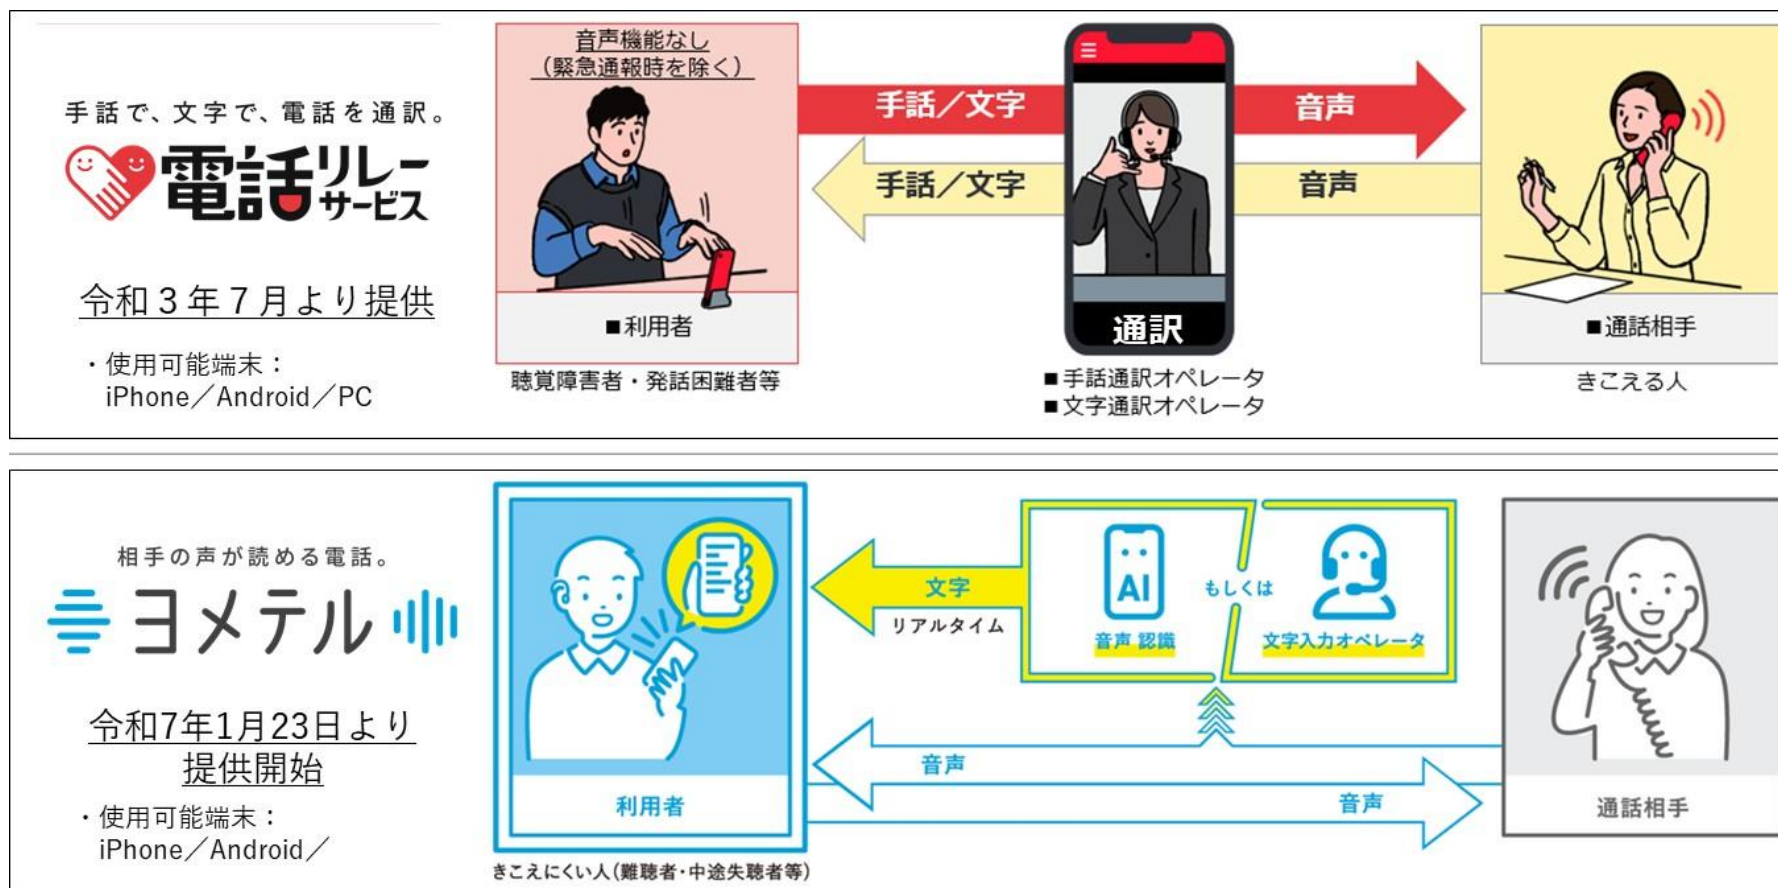 手話で、文字で、電話を通訳。
電話リレーサービス
令和３年７月より提供
・使用可能端末：
iPhone／Android／PC
音声機能なし
（緊急通報時を除く）
■利用者
聴覚障害者・発話困難者等
手話／文字
手話／文字
通訳
■手話通訳オペレータ
■文字通訳オペレータ
音声
音声
■通話相手
きこえる人
相手の声が読める電話。
ヨメテル
令和7年1月23日より
提供開始
・使用可能端末：
iPhone／Android／
利用者
きこえにくい人(難聴者・中途失聴者等)
文字
リアルタイム
AI
音声 認識
もしくは
文字入力オペレータ
音声
音声
通話相手